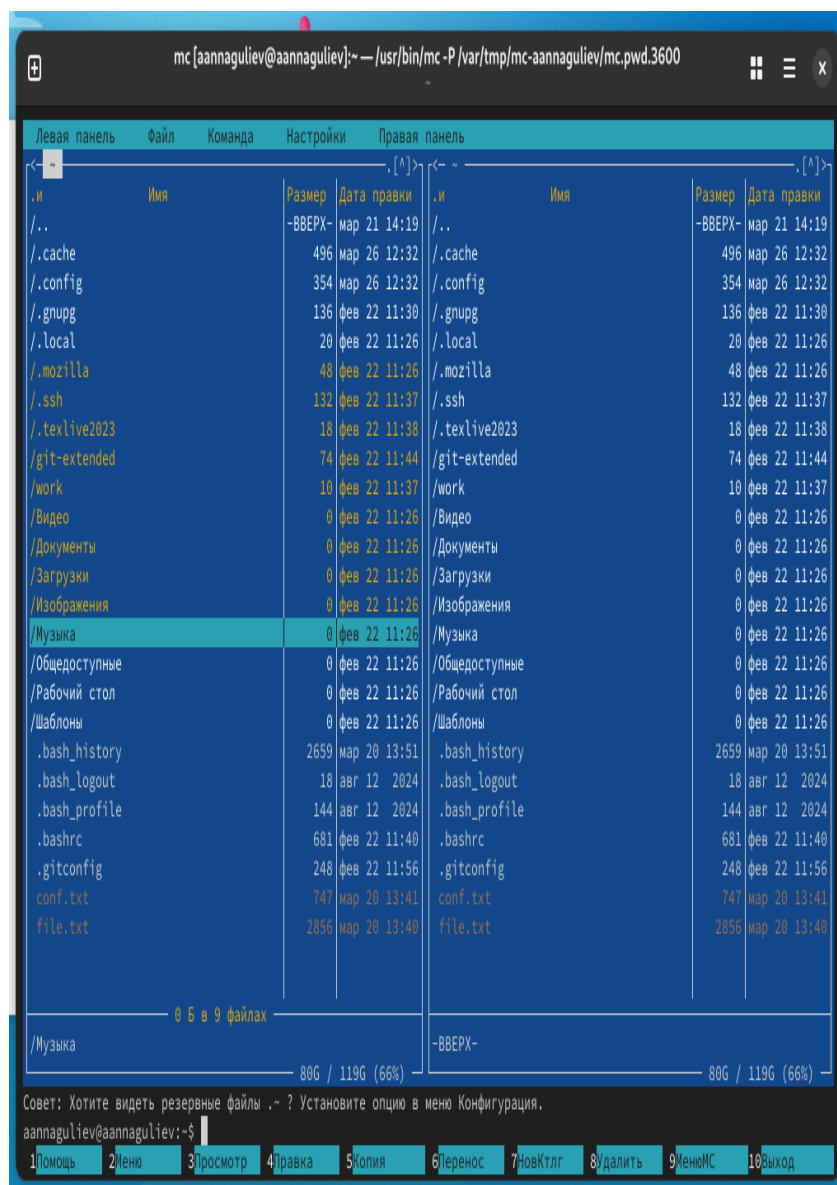 mc [aannaguliev@aannaguliev]:~ — /usr/bin/mc -P /var/tmp/mc-aannaguliev/mc.pwd.3600
~
Левая панель Файл Команда Настройки Правая панель
<- ~ .[^]> <- ~ .[^]>
.и Имя Размер Дата правки .и Имя Размер Дата правки
/.. -ВВЕРХ- мар 21 14:19 /.. -ВВЕРХ- мар 21 14:19
/.cache 496 мар 26 12:32 /.cache 496 мар 26 12:32
/.config 354 мар 26 12:32 /.config 354 мар 26 12:32
/.gnupg 136 фев 22 11:30 /.gnupg 136 фев 22 11:30
/.local 20 фев 22 11:26 /.local 20 фев 22 11:26
/.mozilla 48 фев 22 11:26 /.mozilla 48 фев 22 11:26
/.ssh 132 фев 22 11:37 /.ssh 132 фев 22 11:37
/.texlive2023 18 фев 22 11:38 /.texlive2023 18 фев 22 11:38
/git-extended 74 фев 22 11:44 /git-extended 74 фев 22 11:44
/work 10 фев 22 11:37 /work 10 фев 22 11:37
/Видео 0 фев 22 11:26 /Видео 0 фев 22 11:26
/Документы 0 фев 22 11:26 /Документы 0 фев 22 11:26
/Загрузки 0 фев 22 11:26 /Загрузки 0 фев 22 11:26
/Изображения 0 фев 22 11:26 /Изображения 0 фев 22 11:26
/Музыка 0 фев 22 11:26 /Музыка 0 фев 22 11:26
/Общедоступные 0 фев 22 11:26 /Общедоступные 0 фев 22 11:26
/Рабочий стол 0 фев 22 11:26 /Рабочий стол 0 фев 22 11:26
/Шаблоны 0 фев 22 11:26 /Шаблоны 0 фев 22 11:26
.bash_history 2659 мар 20 13:51 .bash_history 2659 мар 20 13:51
.bash_logout 18 авг 12 2024 .bash_logout 18 авг 12 2024
.bash_profile 144 авг 12 2024 .bash_profile 144 авг 12 2024
.bashrc 681 фев 22 11:40 .bashrc 681 фев 22 11:40
.gitconfig 248 фев 22 11:56 .gitconfig 248 фев 22 11:56
conf.txt 747 мар 20 13:41 conf.txt 747 мар 20 13:41
file.txt 2856 мар 20 13:40 file.txt 2856 мар 20 13:40
0 Б в 9 файлах
/Музыка -ВВЕРХ-
80G / 119G (66%) 80G / 119G (66%)
Совет: Хотите видеть резервные файлы .~ ? Установите опцию в меню Конфигурация.
aannaguliev@aannaguliev:~$
1Помощь 2Меню 3Просмотр 4Правка 5Копия 6Перенос 7НовКтлг 8Удалить 9МенюМС 10Выход